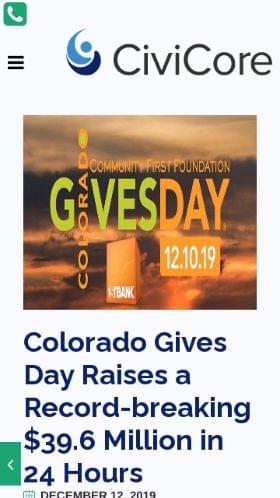 CiviCore
COMMUNITY FIRST FOUNDATION
COLORADO
GIVESDAY
12.10.19
1STBANK
Colorado Gives
Day Raises a
Record-breaking
$39.6 Million in
24 Hours
DECEMBER 12, 2019